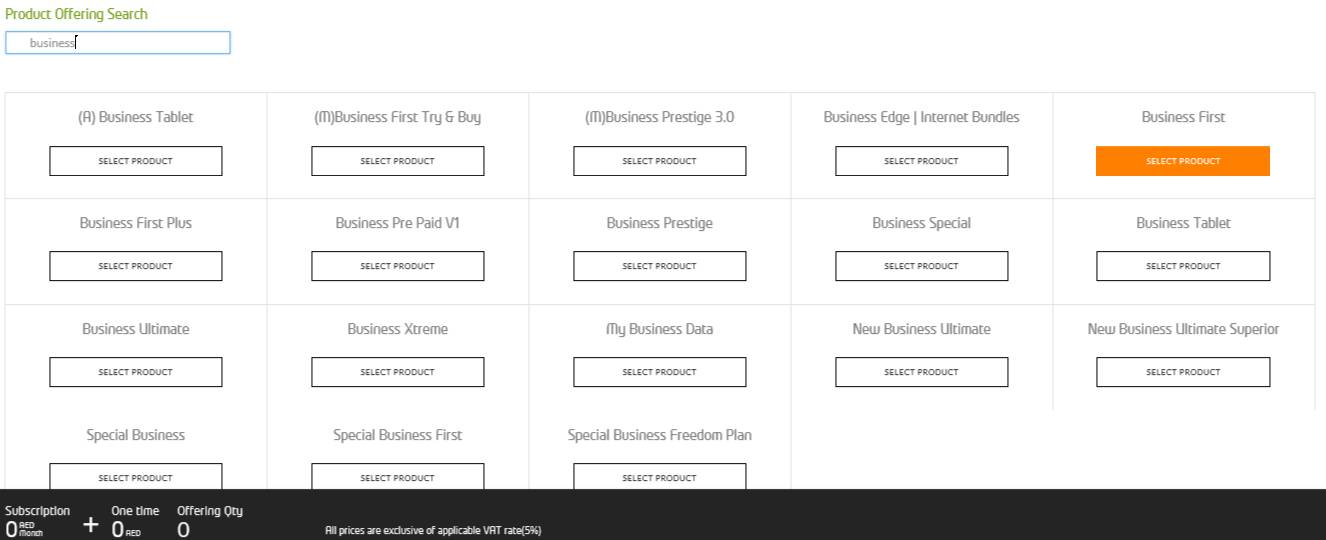 Product Offering Search
business
(A) Business Tablet
(M)Business First Try & Buy
(M)Business Prestige 3.0
Business Edge | Internet Bundles
Business First
SELECT PRODUCT
SELECT PRODUCT
SELECT PRODUCT
SELECT PRODUCT
SELECT PRODUCT
Business First Plus
Business Pre Paid V1
Business Prestige
Business Special
Business Tablet
SELECT PRODUCT
SELECT PRODUCT
SELECT PRODUCT
SELECT PRODUCT
SELECT PRODUCT
Business Ultimate
Business Xtreme
My Business Data
New Business Ultimate
New Business Ultimate Superior
SELECT PRODUCT
SELECT PRODUCT
SELECT PRODUCT
SELECT PRODUCT
SELECT PRODUCT
Special Business
Special Business First
Special Business Freedom Plan
SELECT PRODUCT
SELECT PRODUCT
SELECT PRODUCT
Subscription
0 AED
Month
+
One time
0 AED
Offering Qty
0
All prices are exclusive of applicable VAT rate(5%)